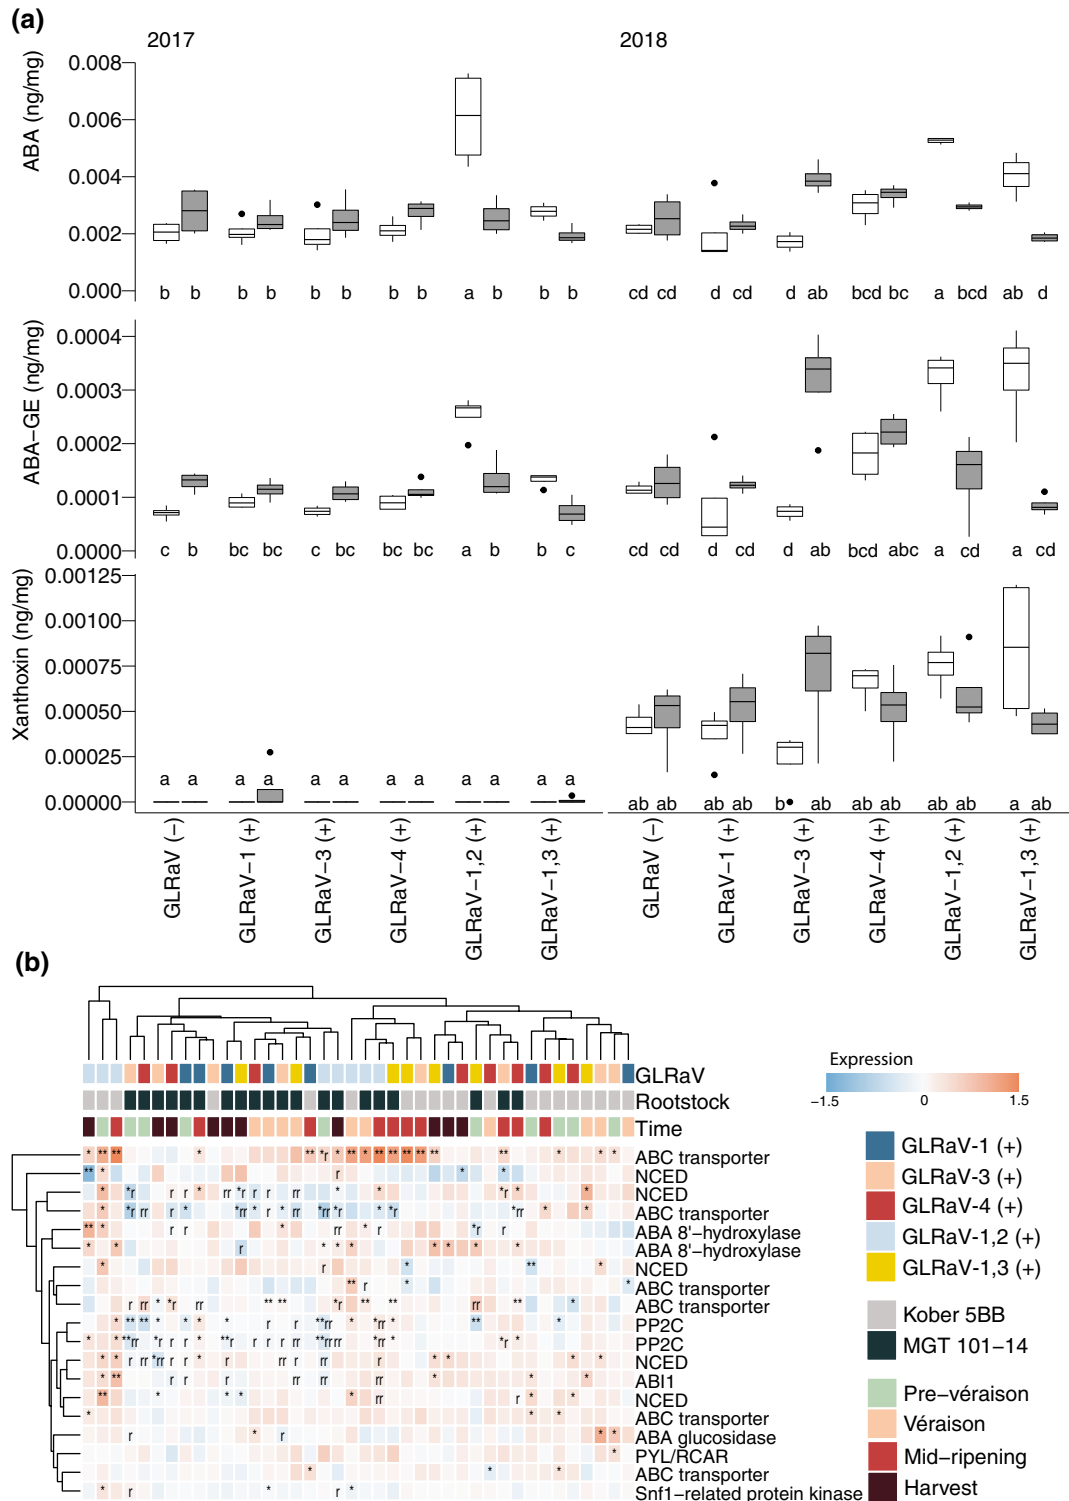 (a)
2017
2018
ABA (ng/mg)
0.008
0.006
0.004
0.002
0.000
b b b b b b b b a b b b
cd cd d cd d ab bcd bc a bcd ab d
ABA−GE (ng/mg)
0.0004
0.0003
0.0002
0.0001
0.0000
c b bc bc c bc bc bc a b b c
cd cd d cd d ab bcd abc a cd a cd
Xanthoxin (ng/mg)
0.00125
0.00100
0.00075
0.00050
0.00025
0.00000
a a a a a a a a a a a a
ab ab ab ab b ab ab ab ab ab a ab
GLRaV (−)
GLRaV−1 (+)
GLRaV−3 (+)
GLRaV−4 (+)
GLRaV−1,2 (+)
GLRaV−1,3 (+)
GLRaV (−)
GLRaV−1 (+)
GLRaV−3 (+)
GLRaV−4 (+)
GLRaV−1,2 (+)
GLRaV−1,3 (+)
(b)
GLRaV
Rootstock
Time
ABC transporter
NCED
NCED
ABC transporter
ABA 8'−hydroxylase
ABA 8'−hydroxylase
NCED
ABC transporter
ABC transporter
PP2C
PP2C
NCED
ABI1
NCED
ABC transporter
ABA glucosidase
PYL/RCAR
ABC transporter
Snf1−related protein kinase
Expression
−1.5 0 1.5
GLRaV−1 (+)
GLRaV−3 (+)
GLRaV−4 (+)
GLRaV−1,2 (+)
GLRaV−1,3 (+)
Kober 5BB
MGT 101−14
Pre−véraison
Véraison
Mid−ripening
Harvest